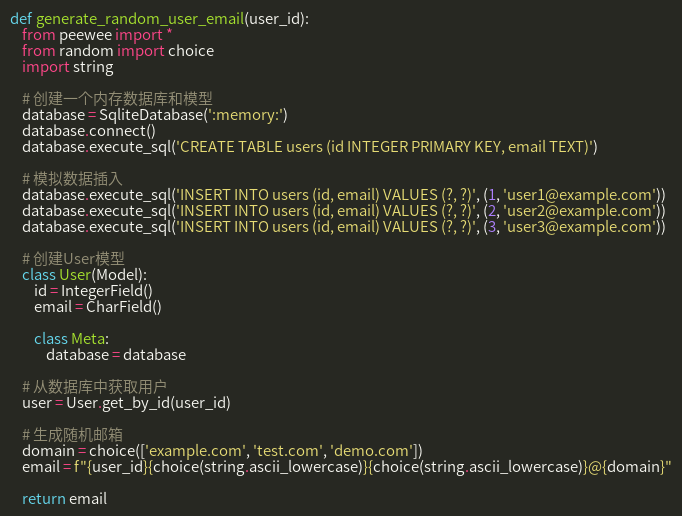 def generate_random_user_email(user_id):
    from peewee import *
    from random import choice
    import string

    # 创建一个内存数据库和模型
    database = SqliteDatabase(':memory:')
    database.connect()
    database.execute_sql('CREATE TABLE users (id INTEGER PRIMARY KEY, email TEXT)')

    # 模拟数据插入
    database.execute_sql('INSERT INTO users (id, email) VALUES (?, ?)', (1, 'user1@example.com'))
    database.execute_sql('INSERT INTO users (id, email) VALUES (?, ?)', (2, 'user2@example.com'))
    database.execute_sql('INSERT INTO users (id, email) VALUES (?, ?)', (3, 'user3@example.com'))

    # 创建User模型
    class User(Model):
        id = IntegerField()
        email = CharField()

        class Meta:
            database = database

    # 从数据库中获取用户
    user = User.get_by_id(user_id)

    # 生成随机邮箱
    domain = choice(['example.com', 'test.com', 'demo.com'])
    email = f"{user_id}{choice(string.ascii_lowercase)}{choice(string.ascii_lowercase)}@{domain}"

    return email